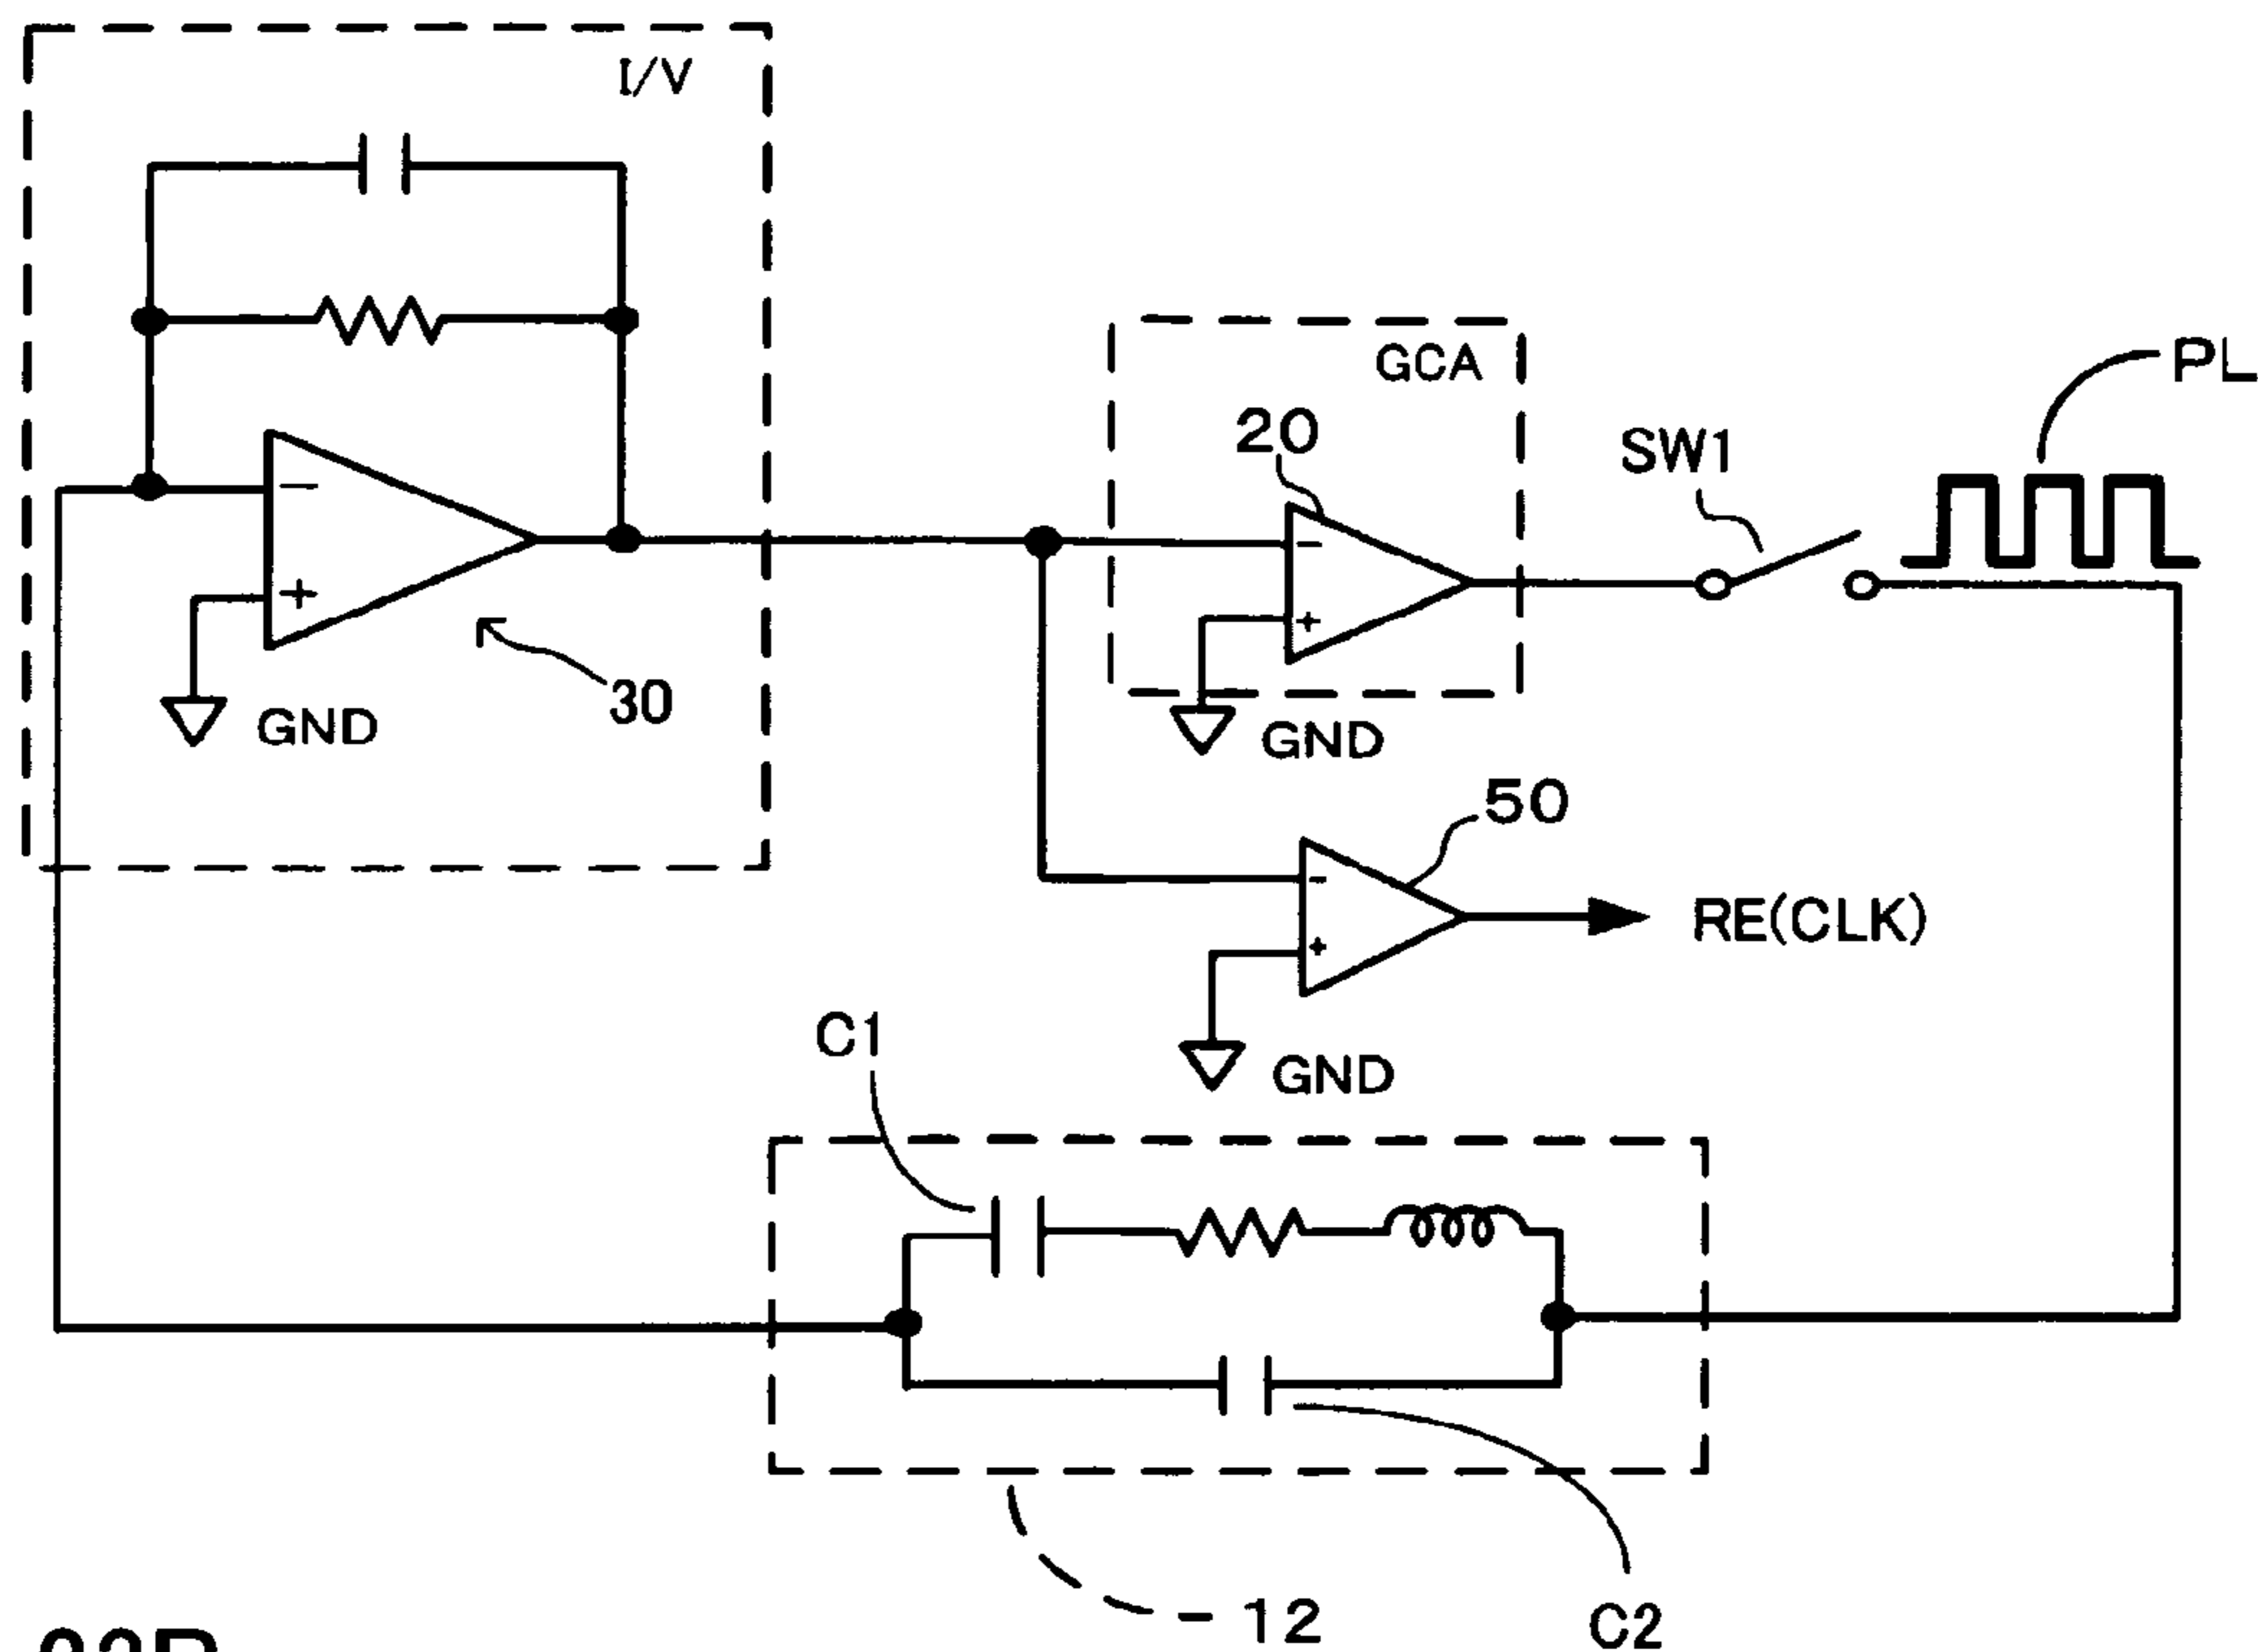 I/V
GCA
PL
20
SW1
−
+
30
GND
−
+
GND
50
−
+
RE(CLK)
GND
C1
12
C2